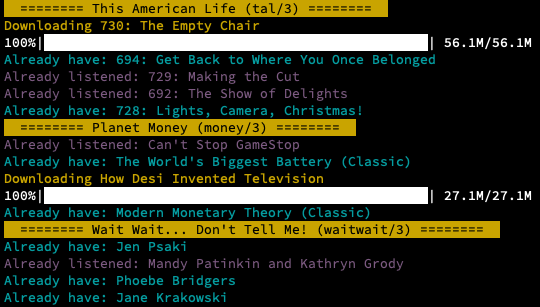 ======== This American Life (tal/3) ========
Downloading 730: The Empty Chair
100%| | 56.1M/56.1M
Already have: 694: Get Back to Where You Once Belonged
Already listened: 729: Making the Cut
Already listened: 692: The Show of Delights
Already have: 728: Lights, Camera, Christmas!
======== Planet Money (money/3) ========
Already listened: Can't Stop GameStop
Already have: The World's Biggest Battery (Classic)
Downloading How Desi Invented Television
100%| | 27.1M/27.1M
Already have: Modern Monetary Theory (Classic)
======== Wait Wait... Don't Tell Me! (waitwait/3) ========
Already have: Jen Psaki
Already listened: Mandy Patinkin and Kathryn Grody
Already have: Phoebe Bridgers
Already have: Jane Krakowski